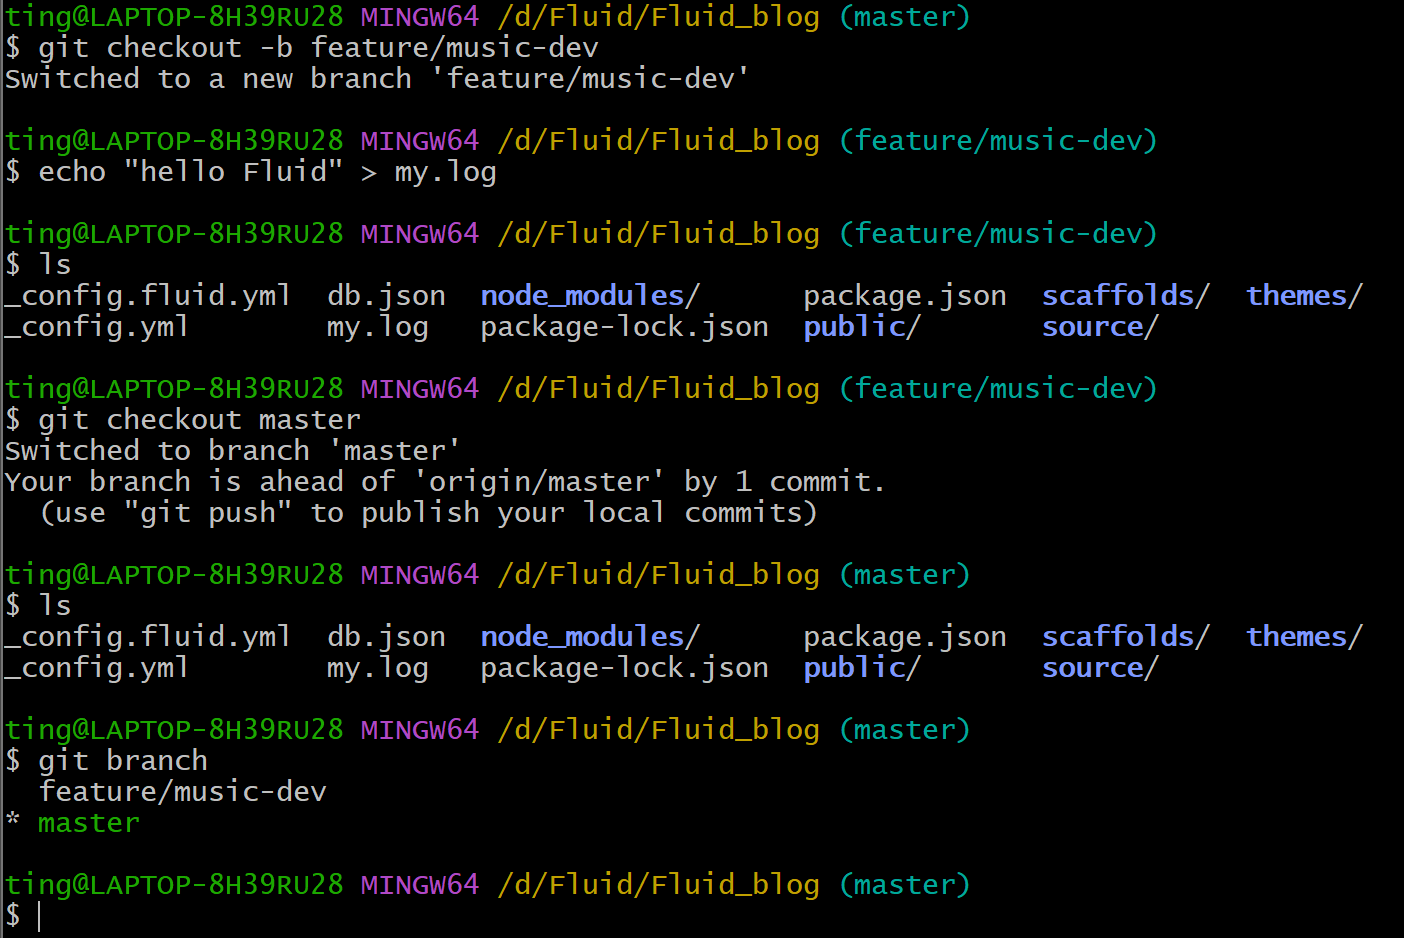 ting@LAPTOP-8H39RU28 MINGW64 /d/Fluid/Fluid_blog (master)
$ git checkout -b feature/music-dev
Switched to a new branch 'feature/music-dev'

ting@LAPTOP-8H39RU28 MINGW64 /d/Fluid/Fluid_blog (feature/music-dev)
$ echo "hello Fluid" > my.log

ting@LAPTOP-8H39RU28 MINGW64 /d/Fluid/Fluid_blog (feature/music-dev)
$ ls
_config.fluid.yml  db.json  node_modules/      package.json  scaffolds/  themes/
_config.yml        my.log   package-lock.json  public/       source/

ting@LAPTOP-8H39RU28 MINGW64 /d/Fluid/Fluid_blog (feature/music-dev)
$ git checkout master
Switched to branch 'master'
Your branch is ahead of 'origin/master' by 1 commit.
  (use "git push" to publish your local commits)

ting@LAPTOP-8H39RU28 MINGW64 /d/Fluid/Fluid_blog (master)
$ ls
_config.fluid.yml  db.json  node_modules/      package.json  scaffolds/  themes/
_config.yml        my.log   package-lock.json  public/       source/

ting@LAPTOP-8H39RU28 MINGW64 /d/Fluid/Fluid_blog (master)
$ git branch
  feature/music-dev
* master

ting@LAPTOP-8H39RU28 MINGW64 /d/Fluid/Fluid_blog (master)
$